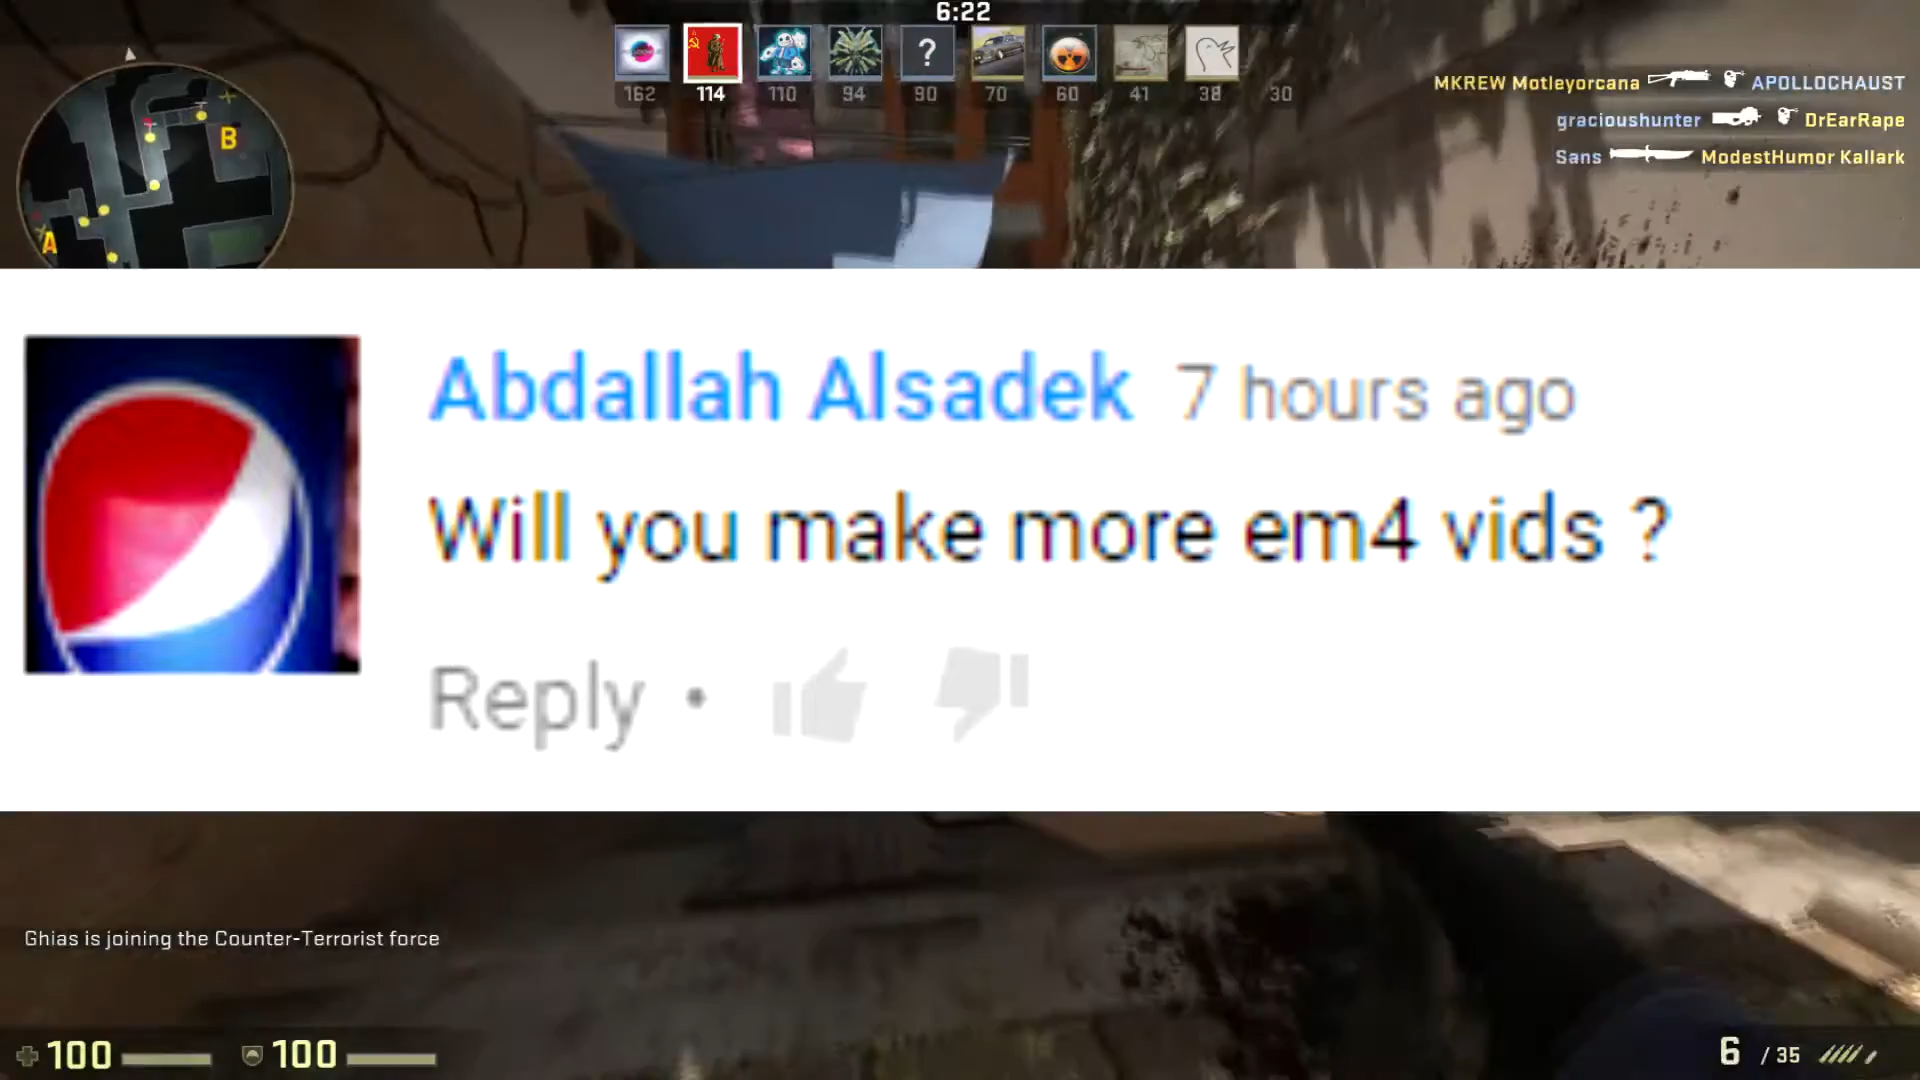 6:22
162 114 110 94 90 70 60 41 38 30
MKREW Motleyorcana APOLLOCHAUST
gracioushunter DrEarRape
Sans ModestHumor Kallark
B
A
?
Abdallah Alsadek 7 hours ago
Will you make more em4 vids ?
Reply •
Ghias is joining the Counter-Terrorist force
100 100 6 / 35